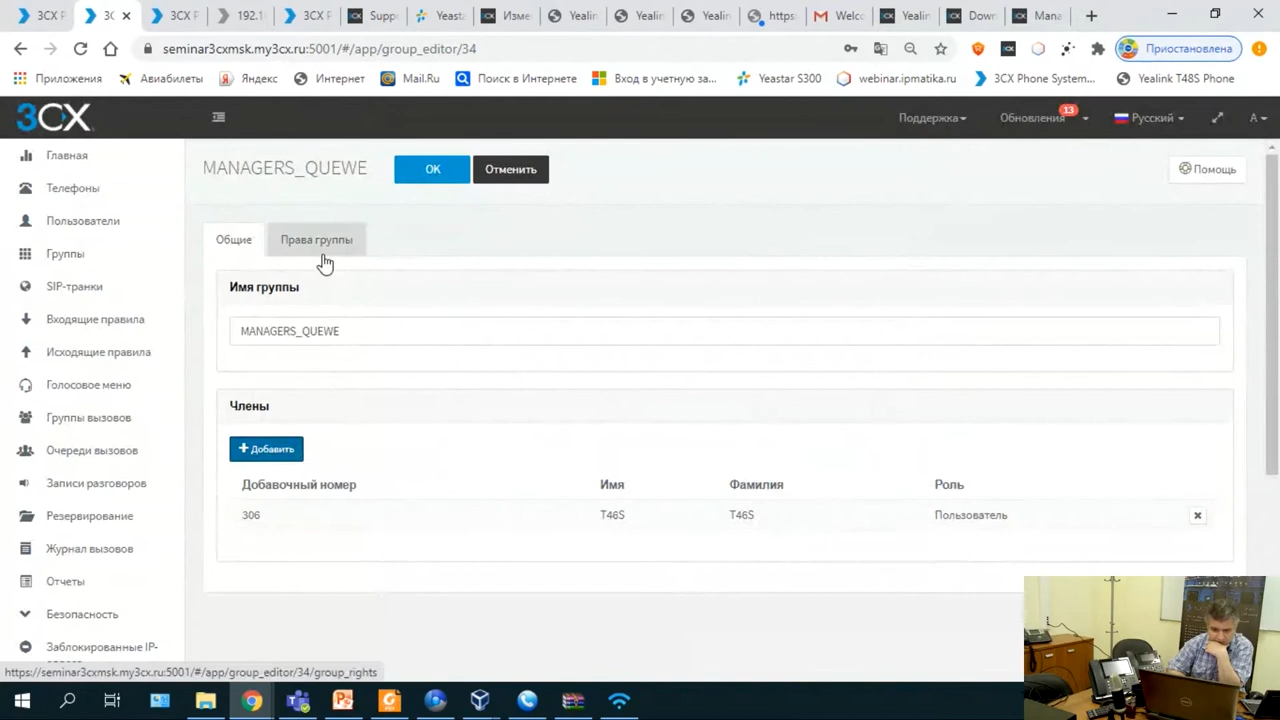 3CX P
3C
3CX P
192.1
3CX P
Supp
Yeasta
Изме
Yealin
Yealin
Yealin
https
Welc
Yealin
Dow
Mana
seminar3cxmsk.my3cx.ru:5001/#/app/group_editor/34
Приостановлена
Приложения
Авиабилеты
Яндекс
Интернет
Mail.Ru
Поиск в Интернете
Вход в учетную за...
Yeastar S300
webinar.ipmatika.ru
3CX Phone System...
Yealink T48S Phone
3CX
Поддержка
Обновления
13
Русский
A
Главная
Телефоны
Пользователи
Группы
SIP-транки
Входящие правила
Исходящие правила
Голосовое меню
Группы вызовов
Очереди вызовов
Записи разговоров
Резервирование
Журнал вызовов
Отчеты
Безопасность
Заблокированные IP-
MANAGERS_QUEWE
OK
Отменить
Помощь
Общие
Права группы
Имя группы
MANAGERS_QUEWE
Члены
+ Добавить
Добавочный номер Имя Фамилия Роль
306 T46S T46S Пользователь
https://seminar3cxmsk.my3cx.ru:5001/#/app/group_editor/34/group_rights